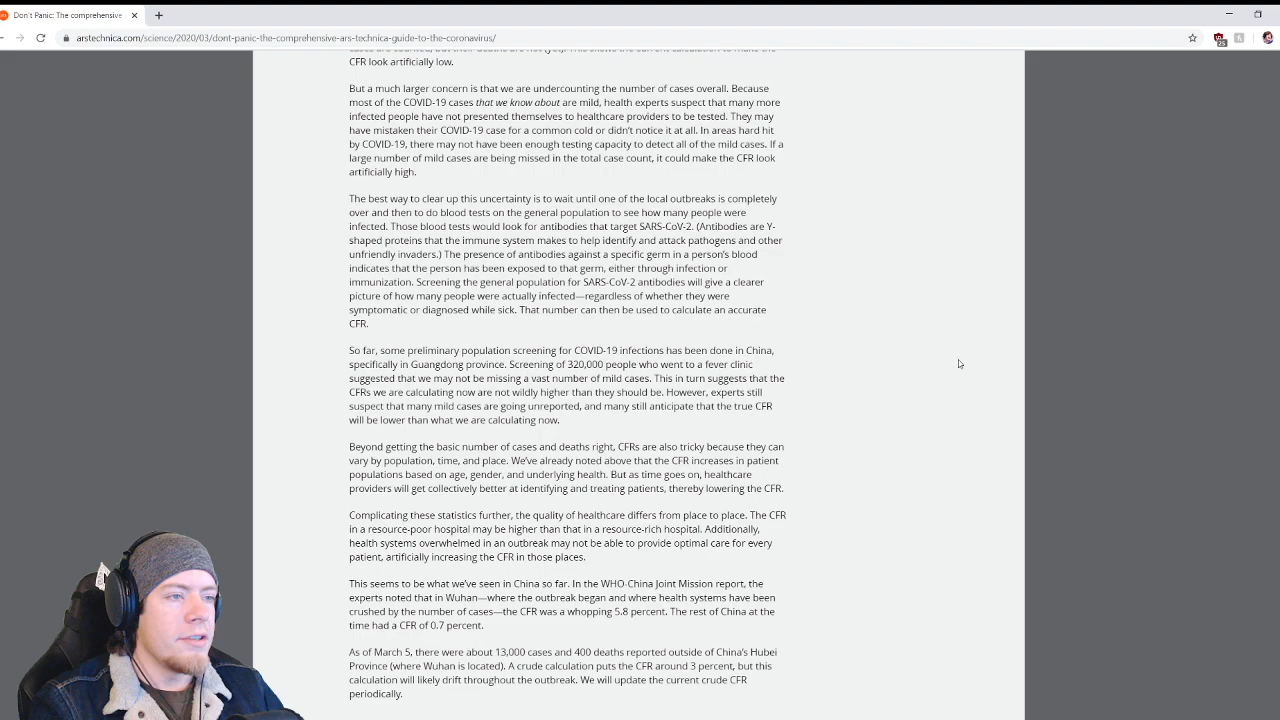 Don't Panic: The comprehensive
arstechnica.com/science/2020/03/dont-panic-the-comprehensive-ars-technica-guide-to-the-coronavirus/
25
CFR look artificially low.
But a much larger concern is that we are undercounting the number of cases overall. Because
most of the COVID-19 cases that we know about are mild, health experts suspect that many more
infected people have not presented themselves to healthcare providers to be tested. They may
have mistaken their COVID-19 case for a common cold or didn't notice it at all. In areas hard hit
by COVID-19, there may not have been enough testing capacity to detect all of the mild cases. If a
large number of mild cases are being missed in the total case count, it could make the CFR look
artificially high.
The best way to clear up this uncertainty is to wait until one of the local outbreaks is completely
over and then to do blood tests on the general population to see how many people were
infected. Those blood tests would look for antibodies that target SARS-CoV-2. (Antibodies are Y-
shaped proteins that the immune system makes to help identify and attack pathogens and other
unfriendly invaders.) The presence of antibodies against a specific germ in a person's blood
indicates that the person has been exposed to that germ, either through infection or
immunization. Screening the general population for SARS-CoV-2 antibodies will give a clearer
picture of how many people were actually infected—regardless of whether they were
symptomatic or diagnosed while sick. That number can then be used to calculate an accurate
CFR.
So far, some preliminary population screening for COVID-19 infections has been done in China,
specifically in Guangdong province. Screening of 320,000 people who went to a fever clinic
suggested that we may not be missing a vast number of mild cases. This in turn suggests that the
CFRs we are calculating now are not wildly higher than they should be. However, experts still
suspect that many mild cases are going unreported, and many still anticipate that the true CFR
will be lower than what we are calculating now.
Beyond getting the basic number of cases and deaths right, CFRs are also tricky because they can
vary by population, time, and place. We've already noted above that the CFR increases in patient
populations based on age, gender, and underlying health. But as time goes on, healthcare
providers will get collectively better at identifying and treating patients, thereby lowering the CFR.
Complicating these statistics further, the quality of healthcare differs from place to place. The CFR
in a resource-poor hospital may be higher than that in a resource-rich hospital. Additionally,
health systems overwhelmed in an outbreak may not be able to provide optimal care for every
patient, artificially increasing the CFR in those places.
This seems to be what we've seen in China so far. In the WHO-China Joint Mission report, the
experts noted that in Wuhan—where the outbreak began and where health systems have been
crushed by the number of cases—the CFR was a whopping 5.8 percent. The rest of China at the
time had a CFR of 0.7 percent.
As of March 5, there were about 13,000 cases and 400 deaths reported outside of China's Hubei
Province (where Wuhan is located). A crude calculation puts the CFR around 3 percent, but this
calculation will likely drift throughout the outbreak. We will update the current crude CFR
periodically.